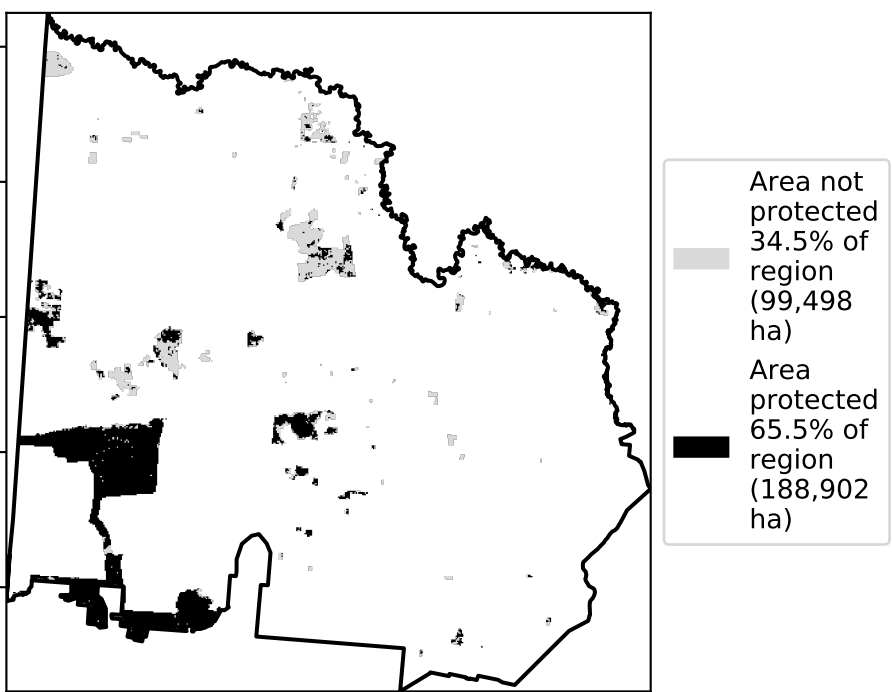 Area not
protected
34.5% of
region
(99,498
ha)
Area
protected
65.5% of
region
(188,902
ha)